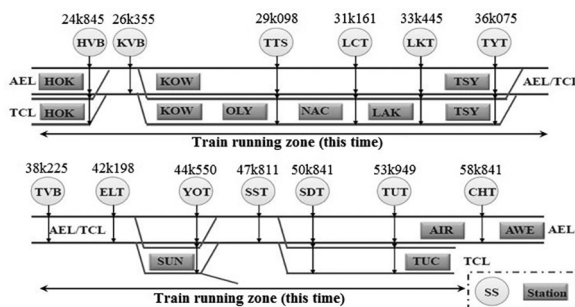 24k845 26k355 29k098 31k161 33k445 36k075
HVB KVB TTS LCT LKT TYT
AEL HOK KOW TSY AEL/TCL
TCL HOK KOW OLY NAC LAK TSY
Train running zone (this time)
38k225 42k198 44k550 47k811 50k841 53k949 58k841
TVB ELT YOT SST SDT TUT CHT
AEL/TCL AIR AWE AEL
SUN TUC TCL
Train running zone (this time)
SS Station